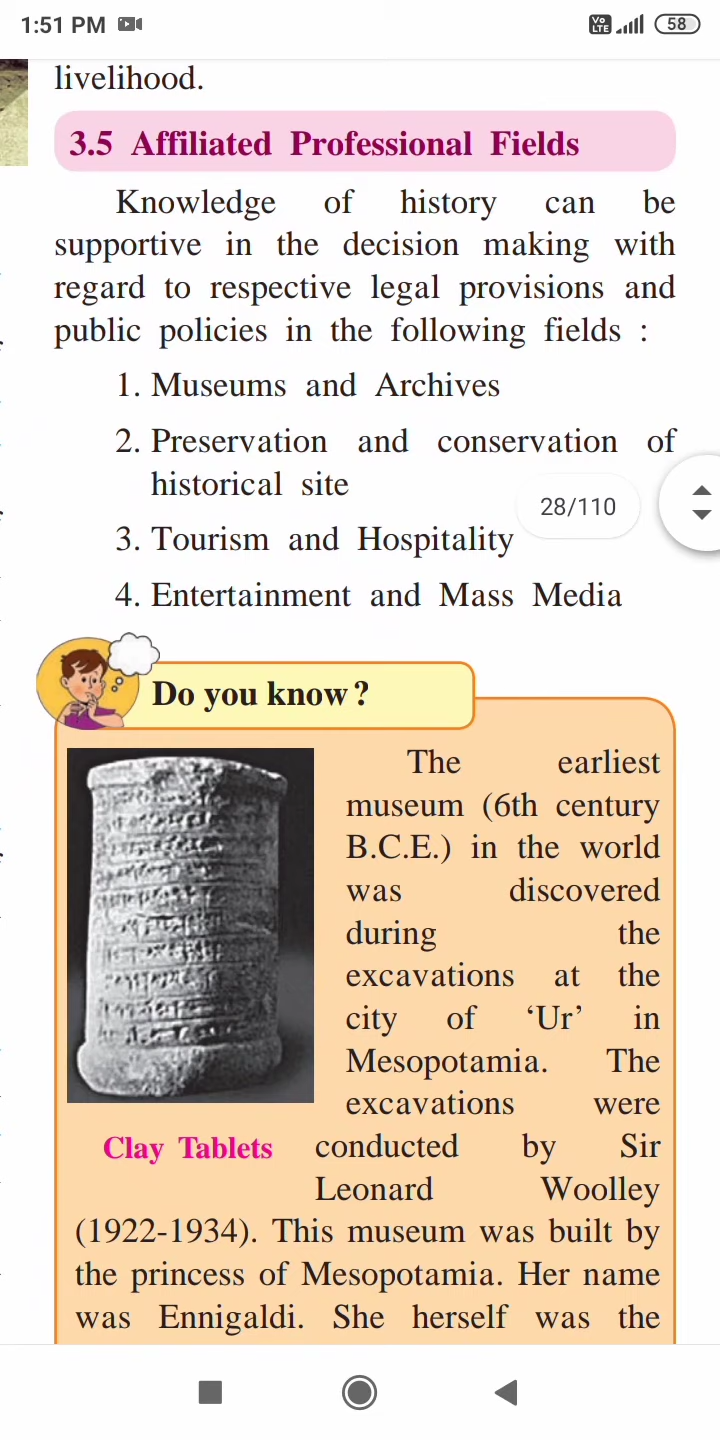 1:51 PM
Vo LTE
58
livelihood.
3.5 Affiliated Professional Fields
Knowledge of history can be
supportive in the decision making with
regard to respective legal provisions and
public policies in the following fields :
1. Museums and Archives
2. Preservation and conservation of
historical site
28/110
3. Tourism and Hospitality
4. Entertainment and Mass Media
Do you know?
The earliest
museum (6th century
B.C.E.) in the world
was discovered
during the
excavations at the
city of ‘Ur’ in
Mesopotamia. The
excavations were
Clay Tablets
conducted by Sir
Leonard Woolley
(1922-1934). This museum was built by
the princess of Mesopotamia. Her name
was Ennigaldi. She herself was the